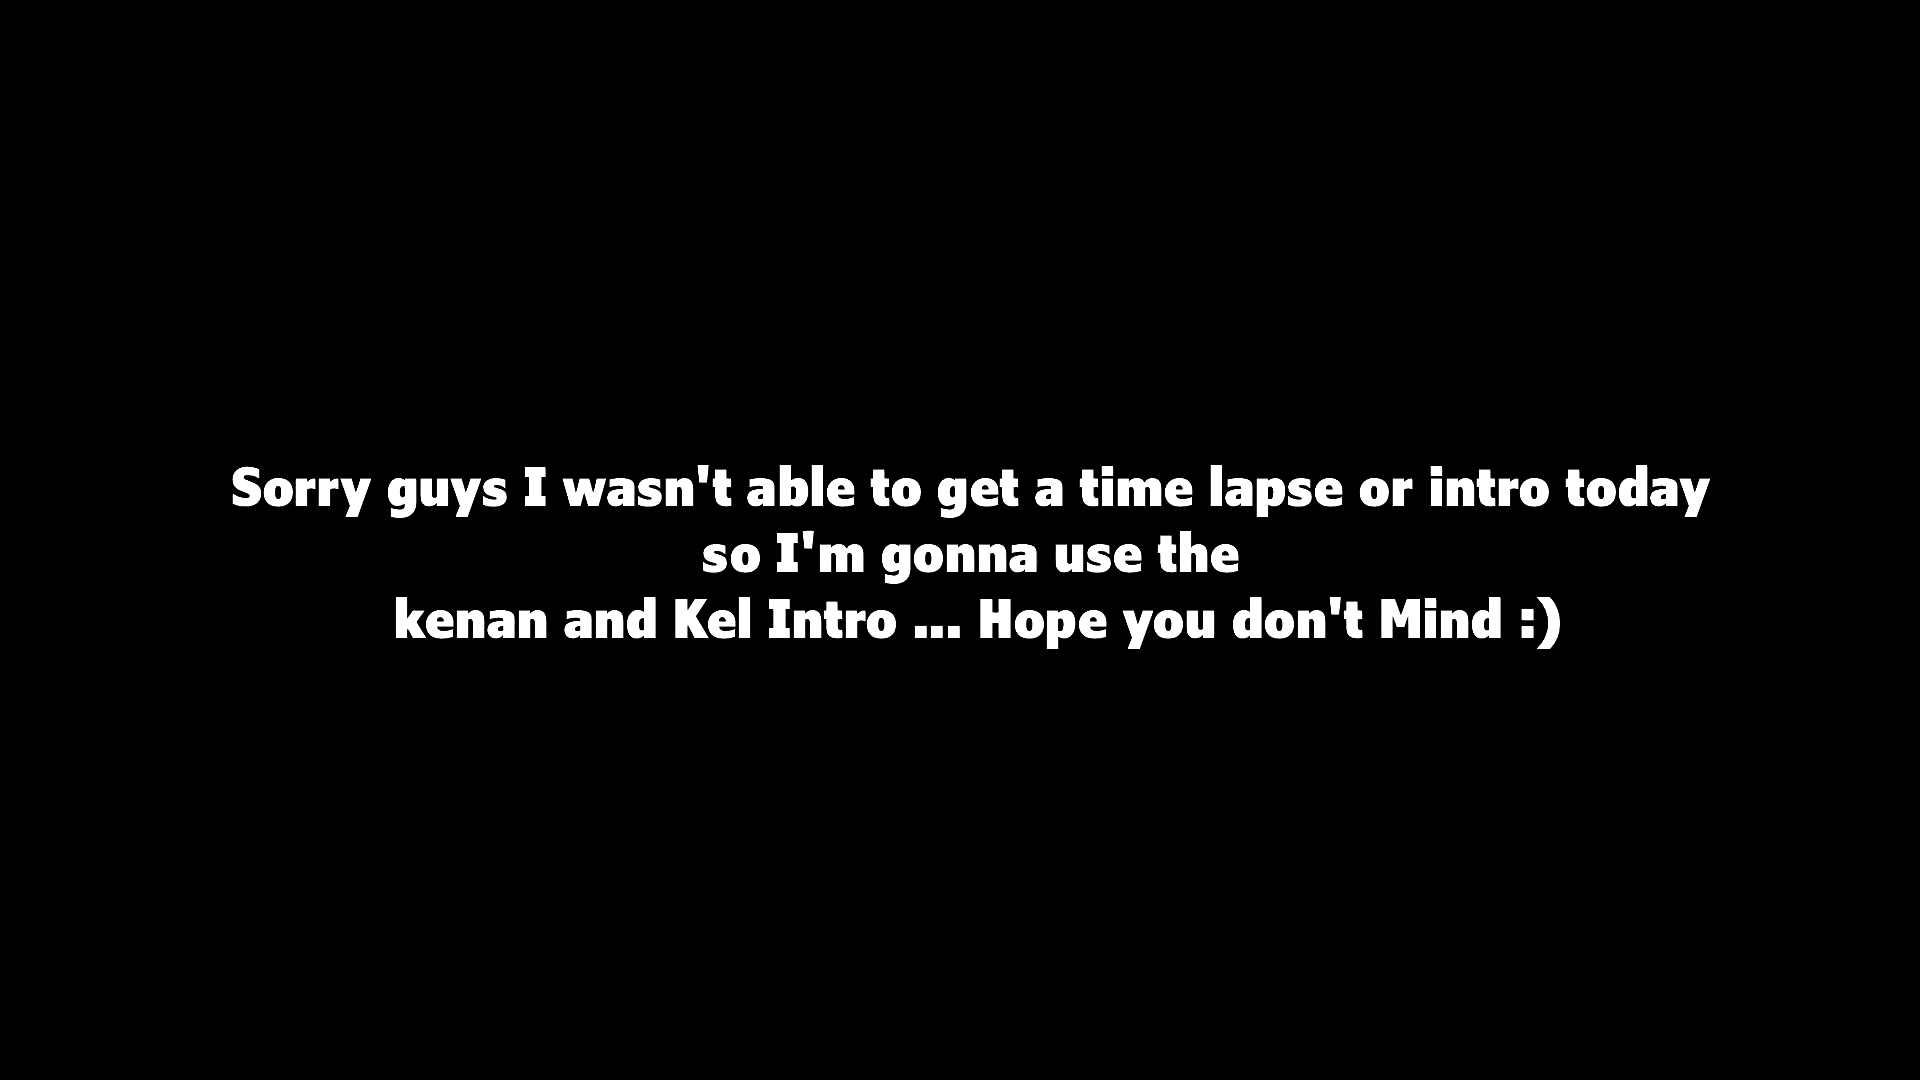 Sorry guys I wasn't able to get a time lapse or intro today
so I'm gonna use the
kenan and Kel Intro ... Hope you don't Mind :)